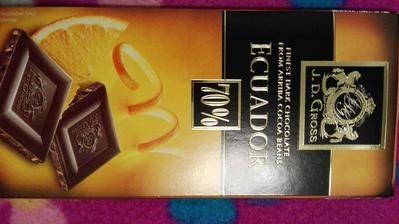 J. D. GROSS
FINEST DARK CHOCOLATE
FROM ARRIBA COCOA BEANS
ECUADOR
70%